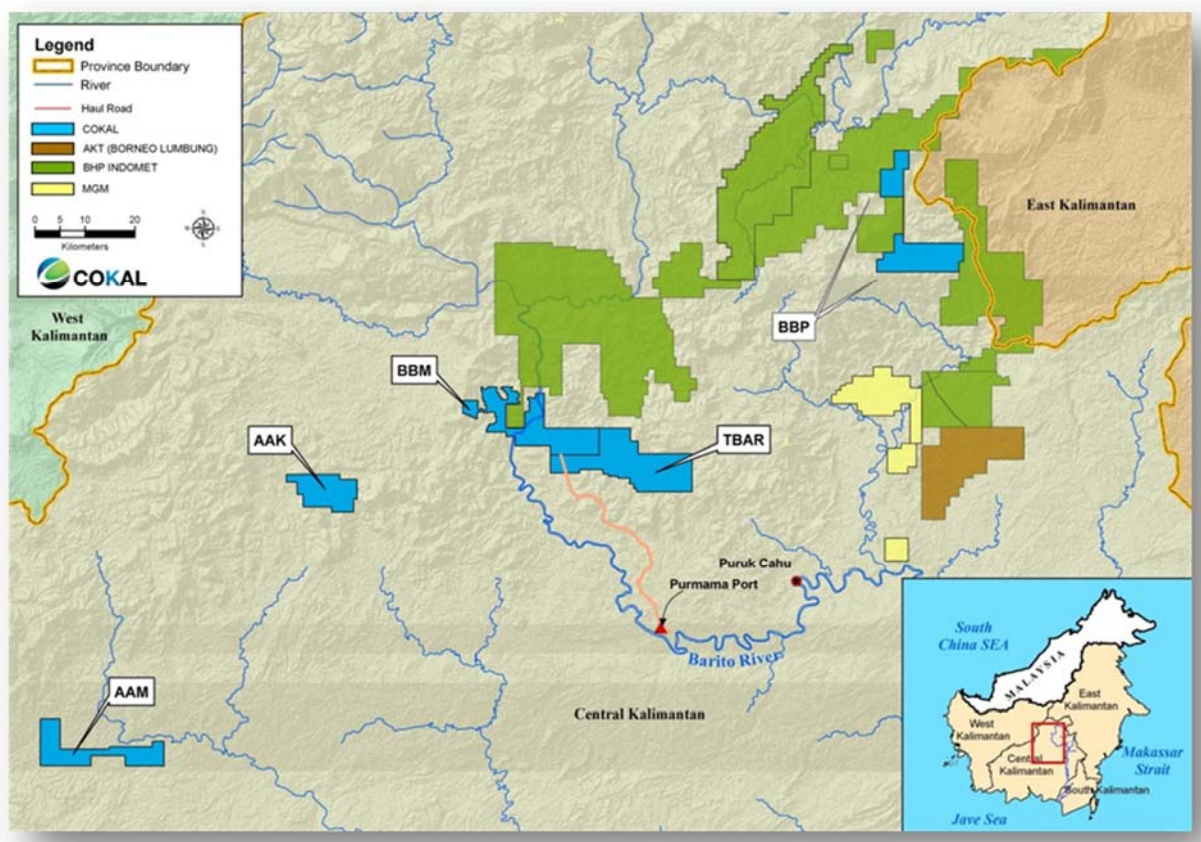 Legend
Province Boundary
River
Haul Road
COKAL
AKT (BORNEO LUMBUNG)
BHP INDOMET
MGM
0 5 10 20
Kilometers
N
W E
S
COKAL
West
Kalimantan
East Kalimantan
BBP
BBM
AAK
TBAR
Puruk Cahu
Purmama Port
Barito River
AAM
Central Kalimantan
South
China SEA
MALAYSIA
East
Kalimantan
West
Kalimantan
Central
Kalimantan
Makassar
Strait
South Kalimantan
Jave Sea